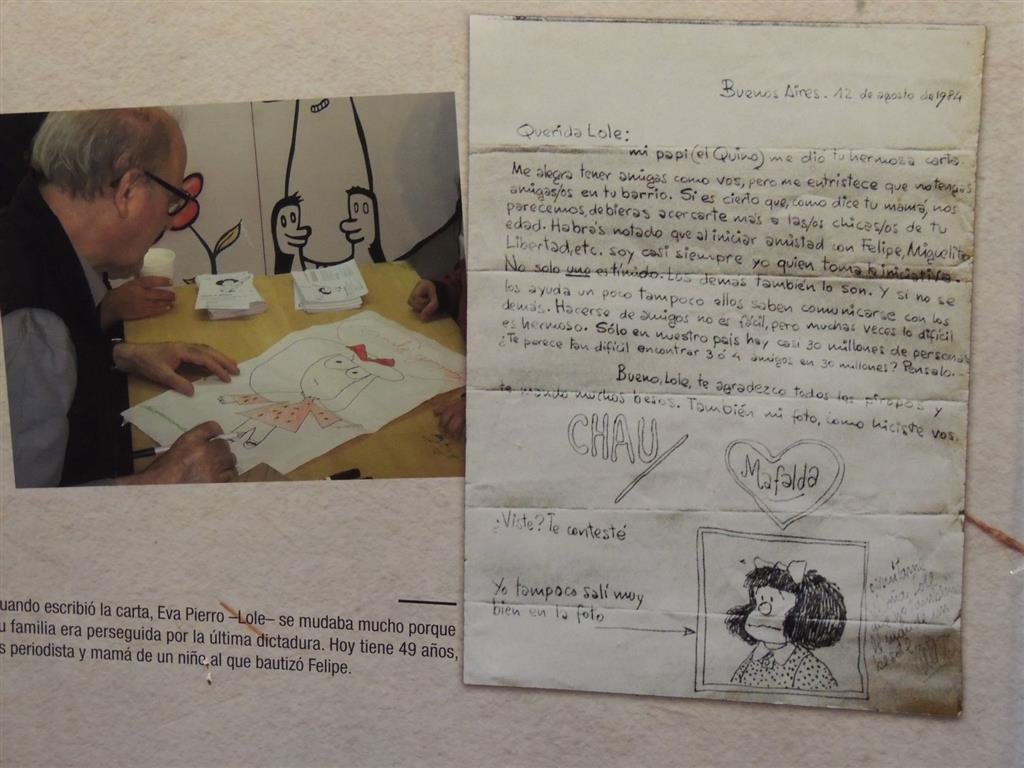 Buenos Aires. 12 de agosto de 1984
Querida Lole:
mi papi (el Quino) me dió tu hermosa carta.
Me alegra tener amigas como vos, pero me entristece que no tengas
amigas/os en tu barrio. Si es cierto que, como dice tu mamá, nos
parecemos, debieras acercarte más a las/os chicas/os de tu
edad. Habrás notado que al iniciar amistad con Felipe, Miguelito,
Libertad, etc. soy casi siempre yo quien toma la iniciativa.
No solo uno es tímido. Los demás también lo son. Y si no se
los ayuda un poco tampoco ellos saben comunicarse con los
demás. Hacerse de amigos no es fácil, pero muchas veces lo difícil
es hermoso. Sólo en nuestro país hay casi 30 millones de personas
¿Te parece tan difícil encontrar 3 ó 4 amigos en 30 millones? Pensalo.-
Bueno, Lole, te agradezco todos los piropos y
te mando muchos besos. También mi foto, como hiciste vos.
CHAU
Mafalda
¿Viste? Te contesté
Yo tampoco salí muy
bien en la foto
uando escribió la carta, Eva Pierro –Lole– se mudaba mucho porque
u familia era perseguida por la última dictadura. Hoy tiene 49 años,
s periodista y mamá de un niño al que bautizó Felipe.